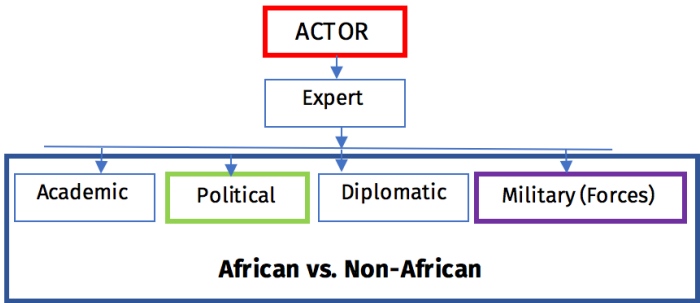 ACTOR
Expert
Academic
Political
Diplomatic
Military (Forces)
African vs. Non-African